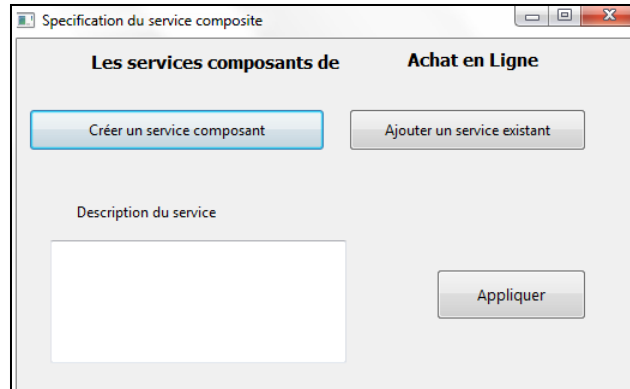 Specification du service composite
Les services composants de Achat en Ligne
Créer un service composant Ajouter un service existant
Description du service
Appliquer